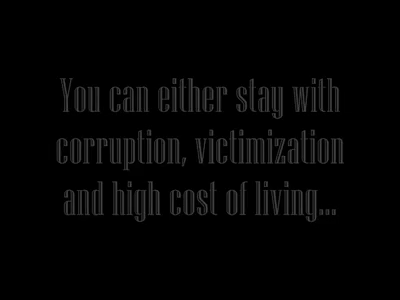 You can either stay with
corruption, victimization
and high cost of living...